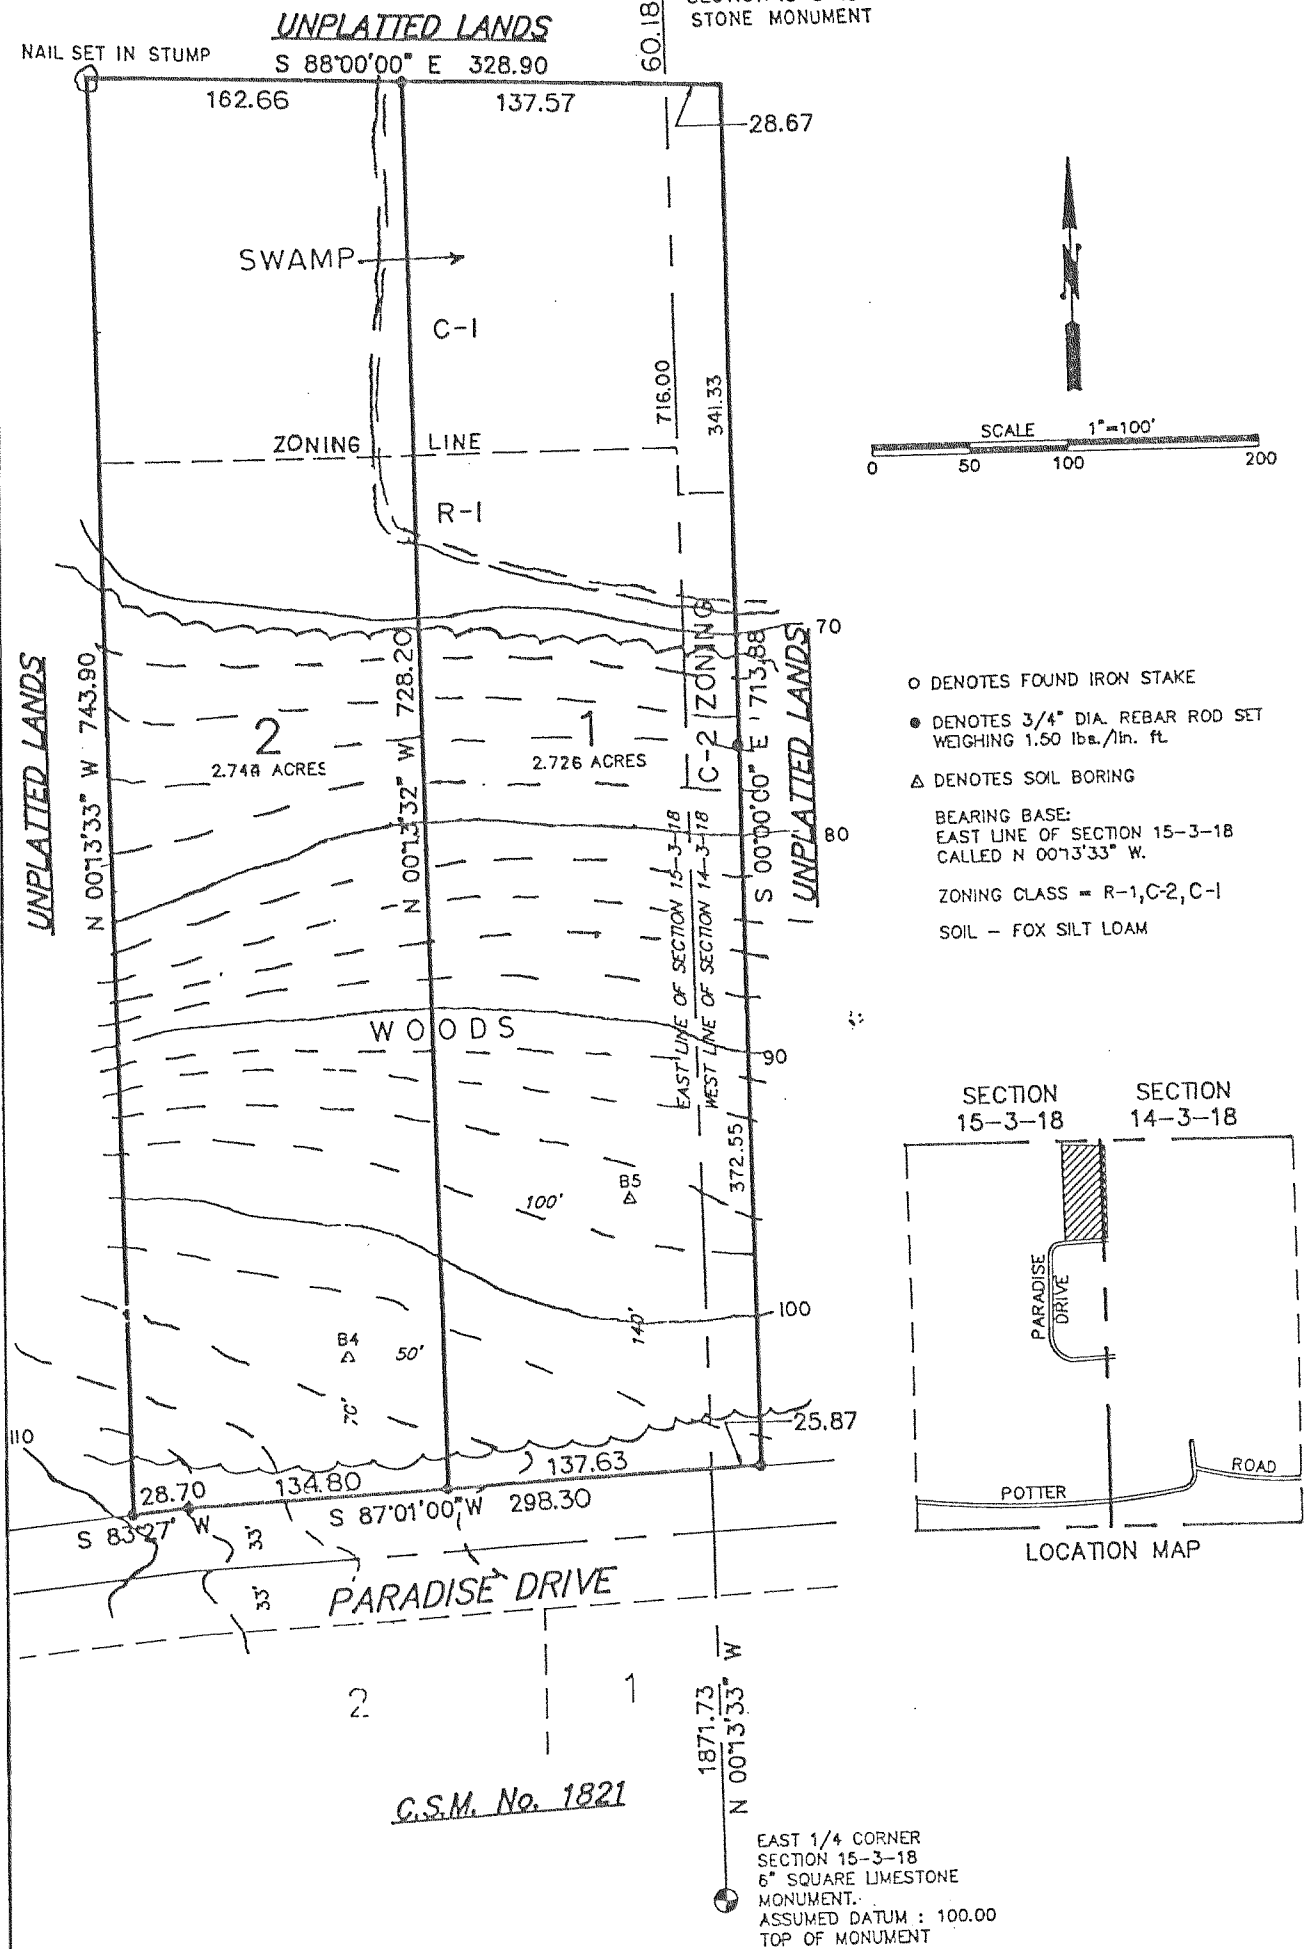 UNPLATTED LANDS
60.18
STONE MONUMENT
NAIL SET IN STUMP
S 88°00'00" E 328.90
162.66
137.57
28.67
SWAMP
C-1
716.00
341.33
ZONING LINE
R-1
SCALE 1"=100'
0 50 100 200
N
C-2 ZONING
70
UNPLATTED LANDS
N 00°13'33" W 743.90
N 00°13'32" W 728.20
S 00°00'00" E 713.88
UNPLATTED LANDS
2
2.748 ACRES
1
2.726 ACRES
80
EAST LINE OF SECTION 15-3-18
WEST LINE OF SECTION 14-3-18
WOODS
90
372.55
B5
100'
100
B4
50'
140'
70'
110
25.87
28.70
134.80
137.63
S 83°27' W
S 87°01'00" W 298.30
33'
33'
PARADISE DRIVE
2
1
1871.73
N 00°13'33" W
C.S.M. No. 1821
EAST 1/4 CORNER
SECTION 15-3-18
6" SQUARE LIMESTONE
MONUMENT.
ASSUMED DATUM : 100.00
TOP OF MONUMENT
DENOTES FOUND IRON STAKE
DENOTES 3/4" DIA. REBAR ROD SET
WEIGHING 1.50 lbs./lin. ft.
DENOTES SOIL BORING
BEARING BASE:
EAST LINE OF SECTION 15-3-18
CALLED N 00°13'33" W.
ZONING CLASS = R-1,C-2,C-1
SOIL - FOX SILT LOAM
SECTION
15-3-18
SECTION
14-3-18
PARADISE
DRIVE
POTTER
ROAD
LOCATION MAP